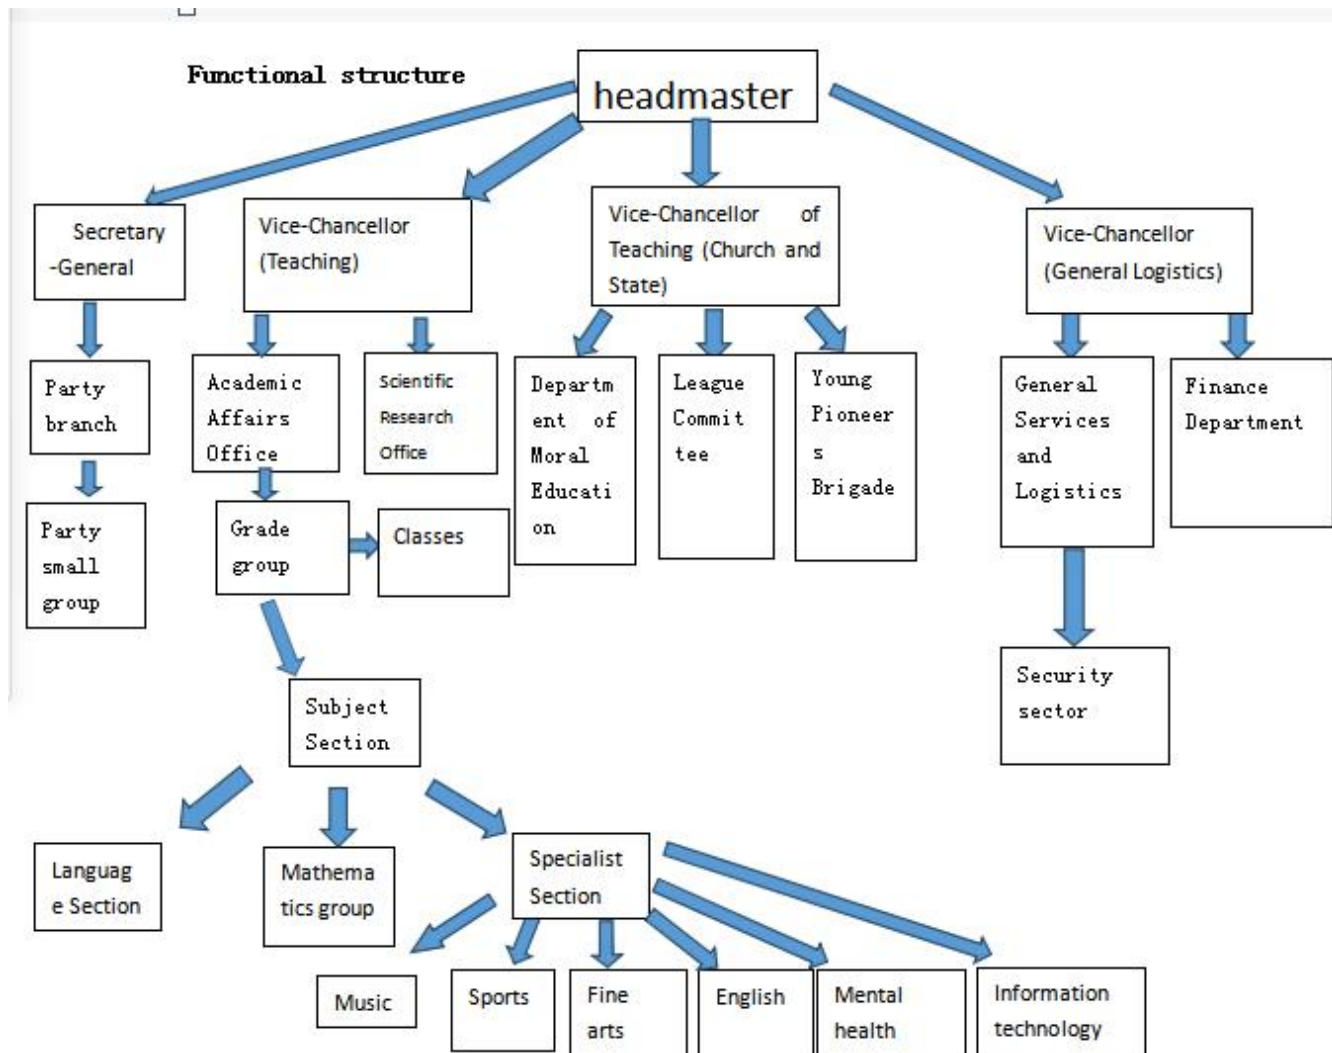 Functional structure
headmaster
Secretary
-General
Vice-Chancellor
(Teaching)
Vice-Chancellor of
Teaching (Church and
State)
Vice-Chancellor
(General Logistics)
Party
branch
Academic
Affairs
Office
Scientific
Research
Office
Departm
ent of
Moral
Educati
on
League
Commit
tee
Young
Pioneer
s
Brigade
General
Services
and
Logistics
Finance
Department
Party
small
group
Grade
group
Classes
Security
sector
Subject
Section
Languag
e Section
Mathema
tics group
Specialist
Section
Music
Sports
Fine
arts
English
Mental
health
Information
technology